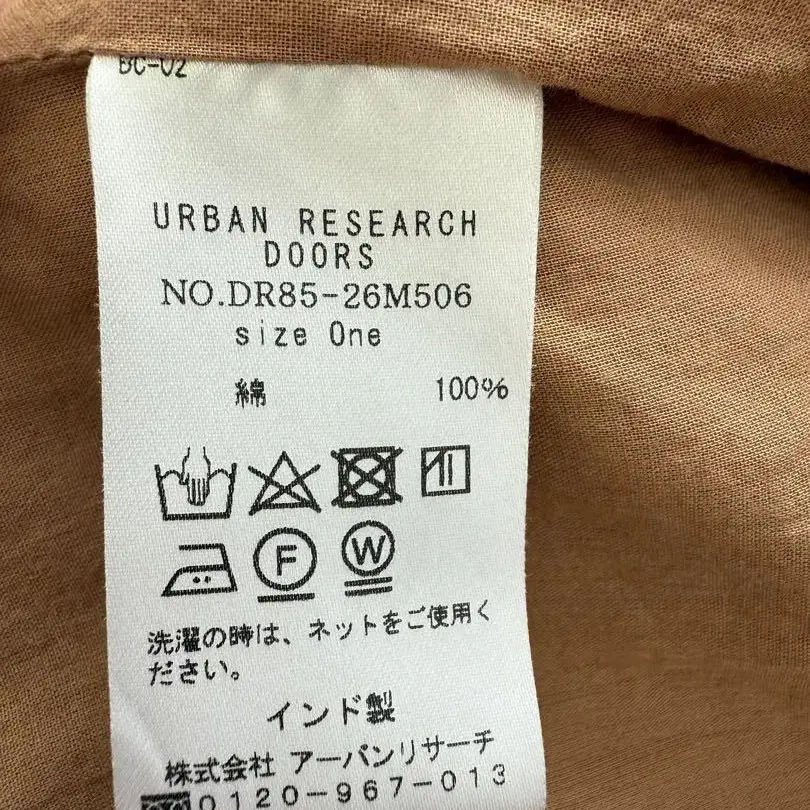 BC-02
URBAN RESEARCH
DOORS
NO.DR85-26M506
size One
綿 100%
F W
洗濯の時は、ネットをご使用く
ださい。
インド製
株式会社 アーバンリサーチ
0120-967-013